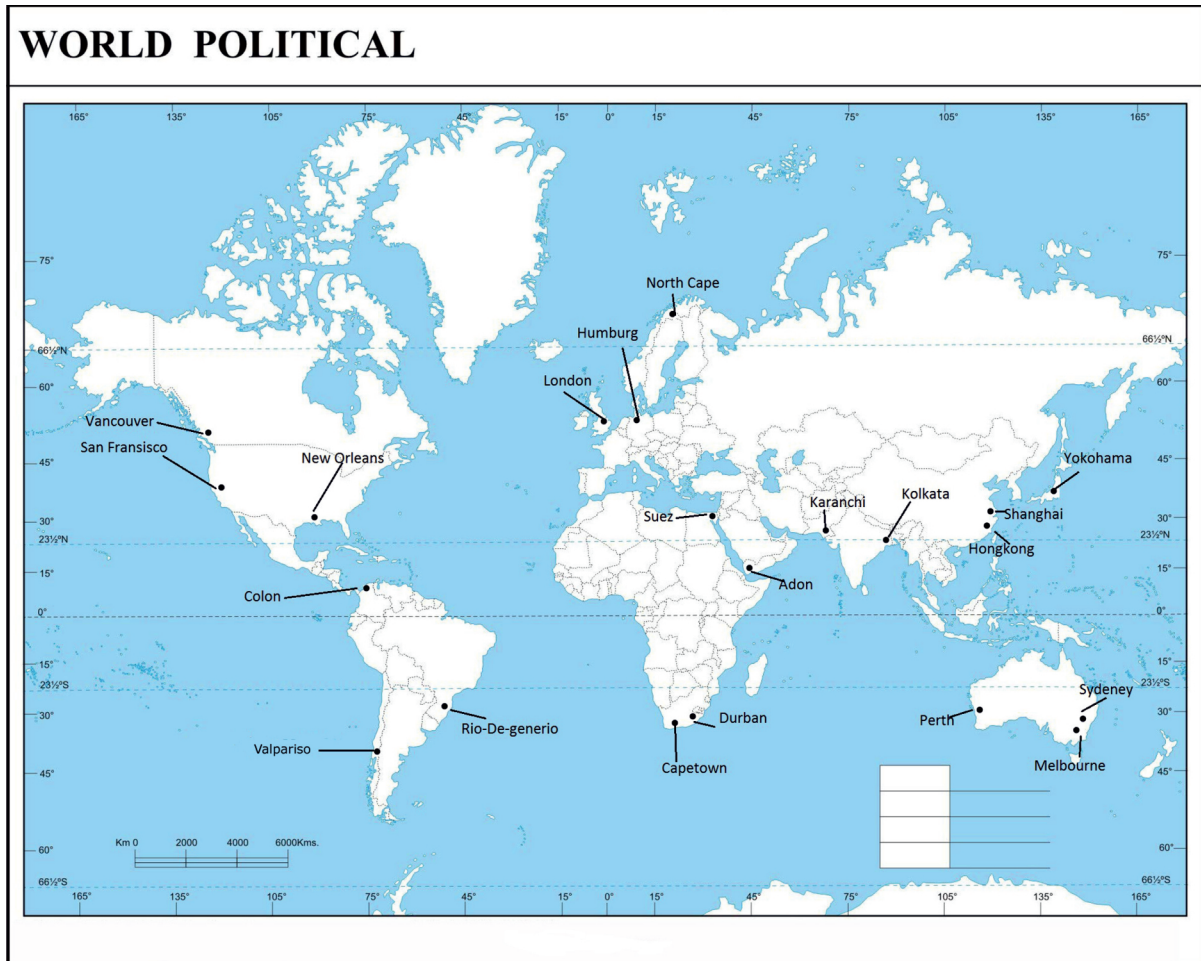 WORLD POLITICAL
165° 135° 105° 75° 45° 15° 0° 15° 45° 75° 105° 135° 165°
75° 75°
North Cape
Humburg
66½°N 66½°N
London
60° 60°
Vancouver
San Fransisco
New Orleans
45° 45°
Yokohama
Karanchi
Kolkata
Suez
Shanghai
30° 30°
23½°N 23½°N
Hongkong
15° 15°
Adon
Colon
0° 0°
15° 15°
23½°S 23½°S
Sydeney
30° 30°
Perth
Durban
Rio-De-generio
Valpariso
Capetown
Melbourne
45° 45°
Km 0 2000 4000 6000Kms.
60° 60°
66½°S 66½°S
165° 135° 105° 75° 45° 15° 0° 15° 45° 75° 105° 135° 165°